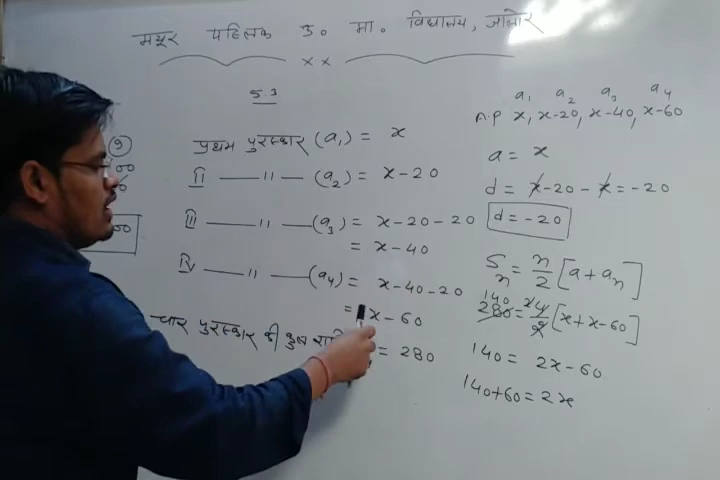 मयूर पब्लिक उ० मा० विद्यालय, जालोर
× ×
5.3
प्रथम पुरस्कार (a₁) = x
II —— " —— (a₂) = x - 20
III —— " —— (a₃) = x - 20 - 20
= x - 40
IV —— " —— (a₄) = x - 40 - 20
= x - 60
चार पुरस्कार की कुल = 280
9
a₁ a₂ a₃ a₄
A.P x, x-20, x-40, x-60
a = x
d = x - 20 - x = -20
d = -20
Sₙ = n/2 [a + aₙ]
140
280 = 4/2 [x + x - 60]
140 = 2x - 60
140 + 60 = 2x